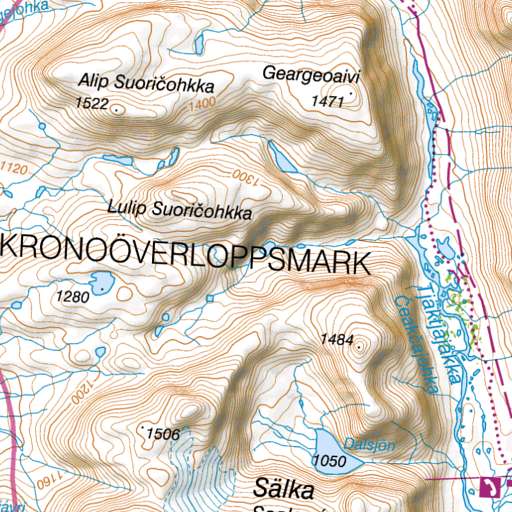 Alip Suoričohkka
1522
1400
Geargeoaivi
1471
1120
1300
Lulip Suoričohkka
KRONOÖVERLOPPSMARK
1280
1484
Tjäktjajåkka
1200
1506
Dalsjön
1050
1160
Sälka